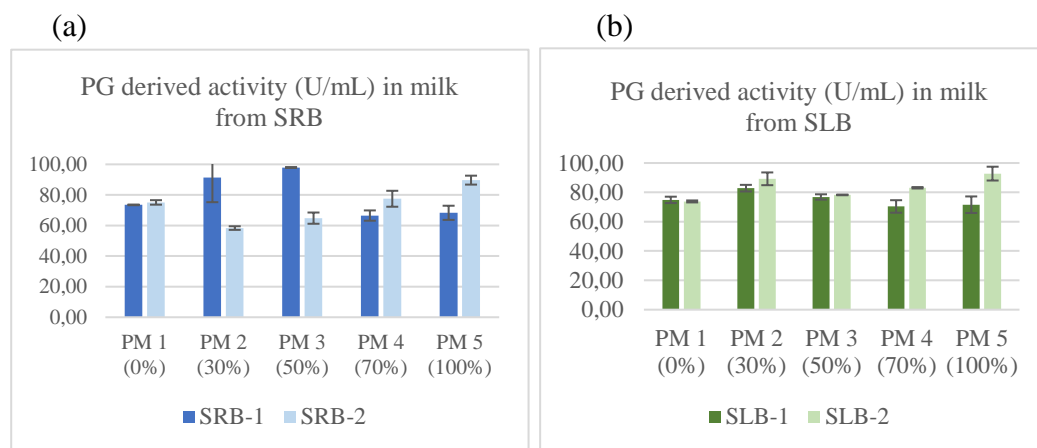 (a)
PG derived activity (U/mL) in milk
from SRB
100,00
80,00
60,00
40,00
20,00
0,00
PM 1 PM 2 PM 3 PM 4 PM 5
(0%) (30%) (50%) (70%) (100%)
SRB-1 SRB-2
(b)
PG derived activity (U/mL) in milk
from SLB
100,00
80,00
60,00
40,00
20,00
0,00
PM 1 PM 2 PM 3 PM 4 PM 5
(0%) (30%) (50%) (70%) (100%)
SLB-1 SLB-2